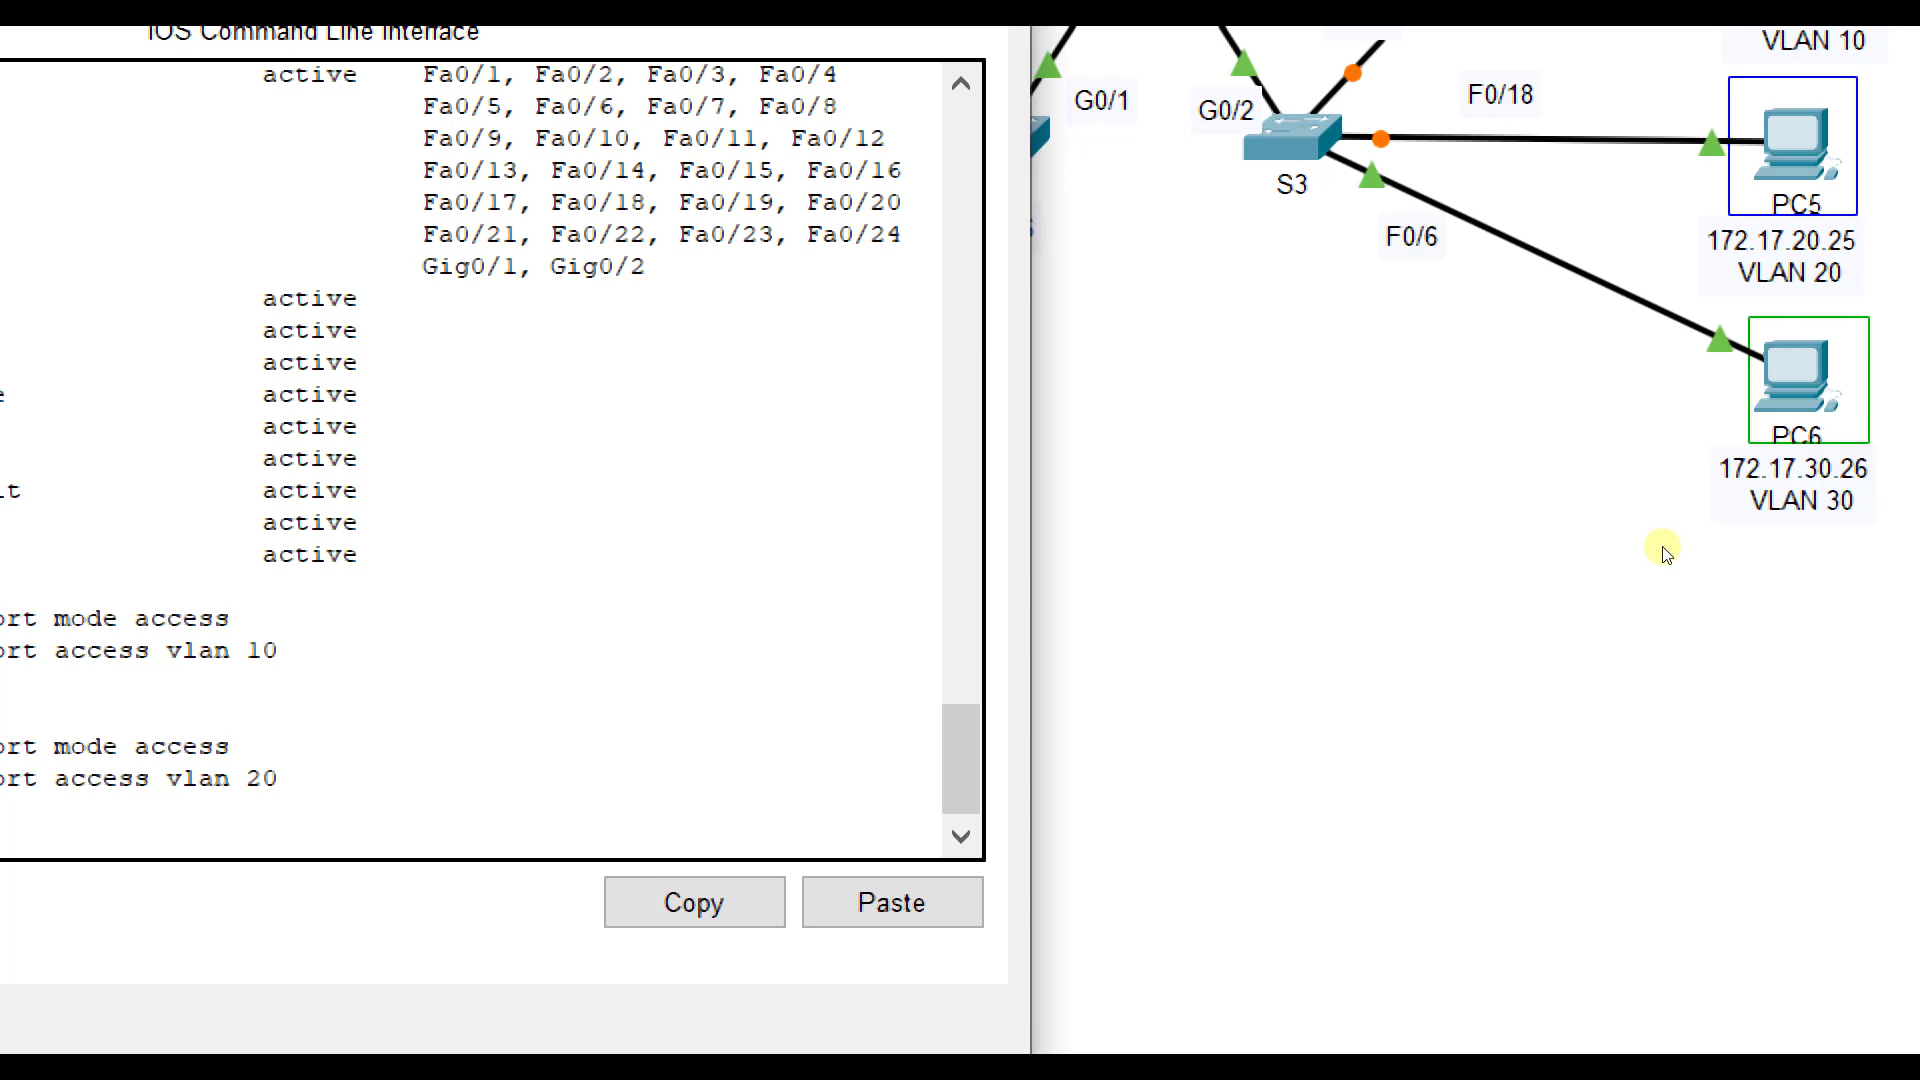 IOS Command Line Interface
active Fa0/1, Fa0/2, Fa0/3, Fa0/4
Fa0/5, Fa0/6, Fa0/7, Fa0/8
Fa0/9, Fa0/10, Fa0/11, Fa0/12
Fa0/13, Fa0/14, Fa0/15, Fa0/16
Fa0/17, Fa0/18, Fa0/19, Fa0/20
Fa0/21, Fa0/22, Fa0/23, Fa0/24
Gig0/1, Gig0/2
active
active
active
e active
active
active
it active
active
active
ort mode access
ort access vlan 10
ort mode access
ort access vlan 20
Copy
Paste
VLAN 10
G0/1
G0/2
F0/18
S3
F0/6
PC5
172.17.20.25
VLAN 20
PC6
172.17.30.26
VLAN 30